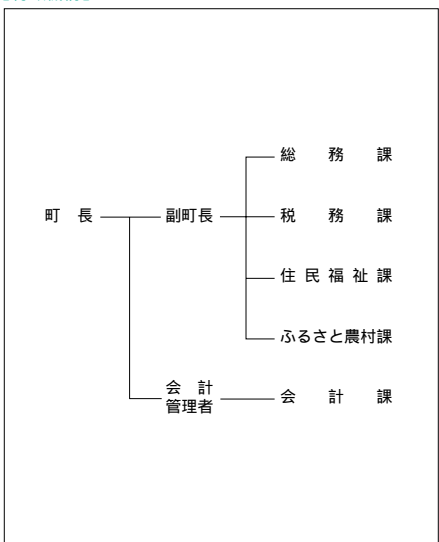 総務課
町長 副町長 税務課
住民福祉課
ふるさと農村課
会計
管理者
会計課